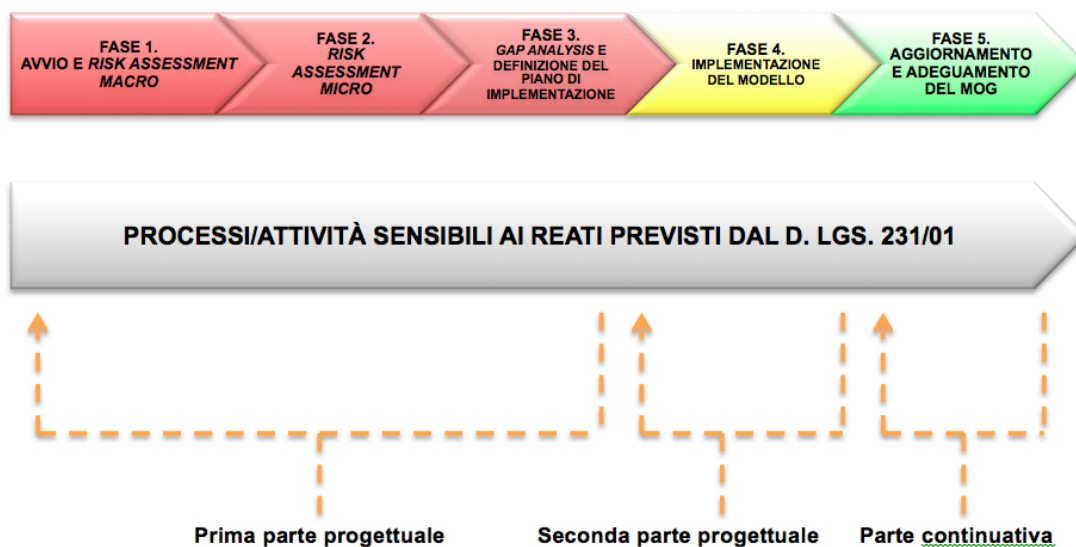 FASE 1.
AVVIO E RISK ASSESSMENT
MACRO
FASE 2.
RISK
ASSESSMENT
MICRO
FASE 3.
GAP ANALYSIS E
DEFINIZIONE DEL
PIANO DI
IMPLEMENTAZIONE
FASE 4.
IMPLEMENTAZIONE
DEL MODELLO
FASE 5.
AGGIORNAMENTO
E ADEGUAMENTO
DEL MOG
PROCESSI/ATTIVITÀ SENSIBILI AI REATI PREVISTI DAL D. LGS. 231/01
Prima parte progettuale
Seconda parte progettuale
Parte continuativa